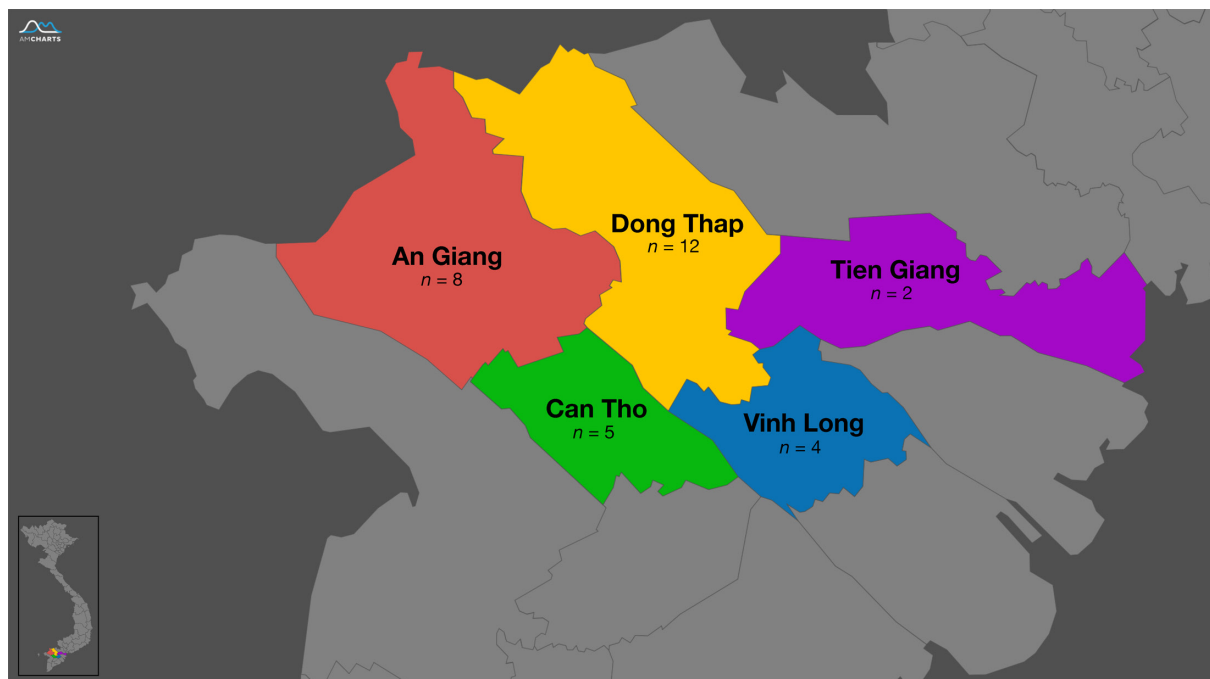 AMCHARTS
Dong Thap
n = 12
An Giang
n = 8
Tien Giang
n = 2
Can Tho
n = 5
Vinh Long
n = 4